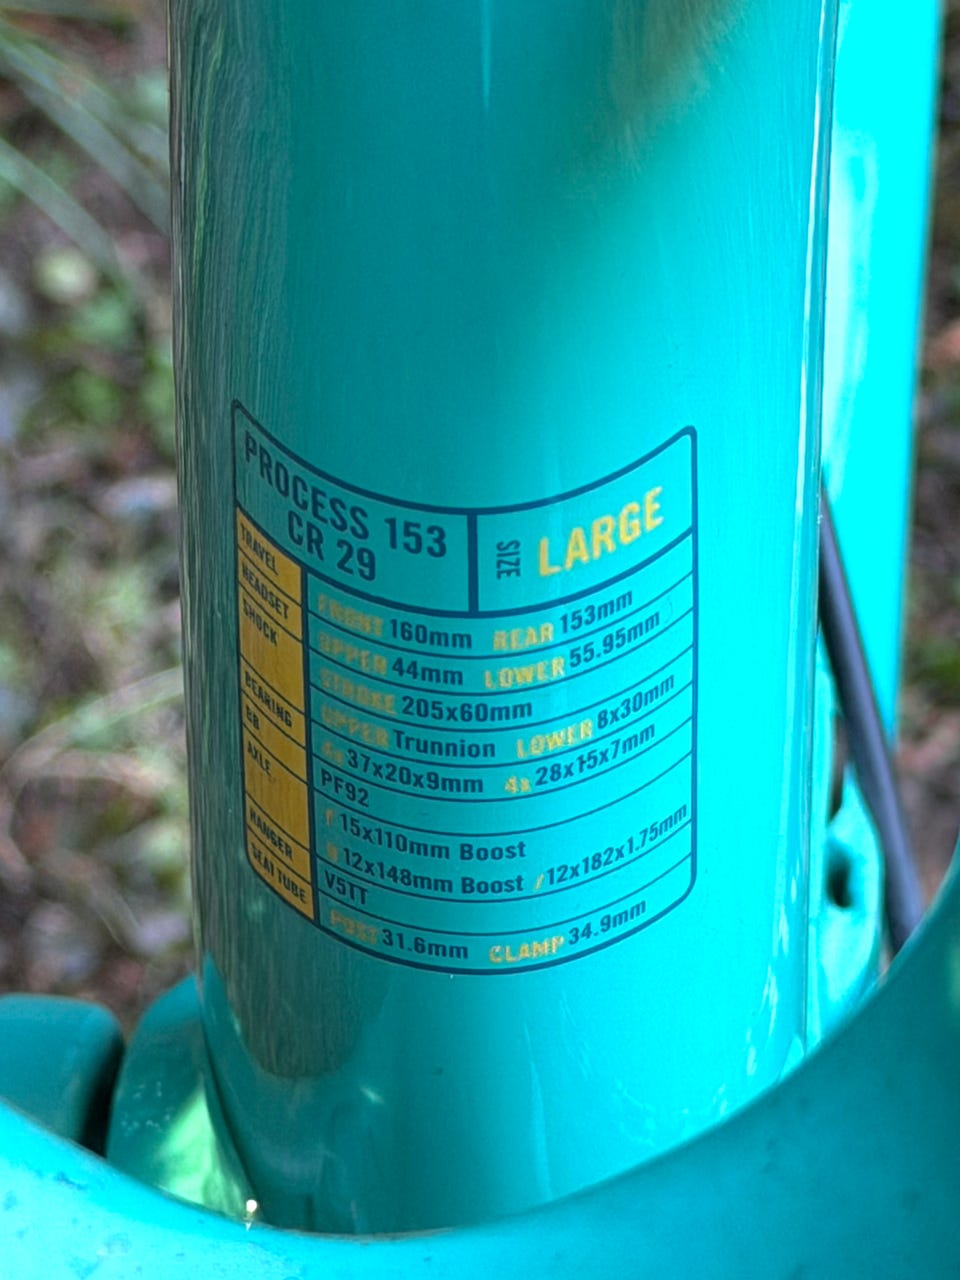 PROCESS 153
CR 29
SIZE LARGE
TRAVEL FRONT 160mm REAR 153mm
HEADSET UPPER 44mm LOWER 55.95mm
SHOCK STROKE 205x60mm
UPPER Trunnion LOWER 8x30mm
BEARING 4x 37x20x9mm 4x 28x15x7mm
BB PF92
AXLE f 15x110mm Boost
12x148mm Boost / 12x182x1.75mm
HANGER V5TT
SEAT TUBE POST 31.6mm CLAMP 34.9mm